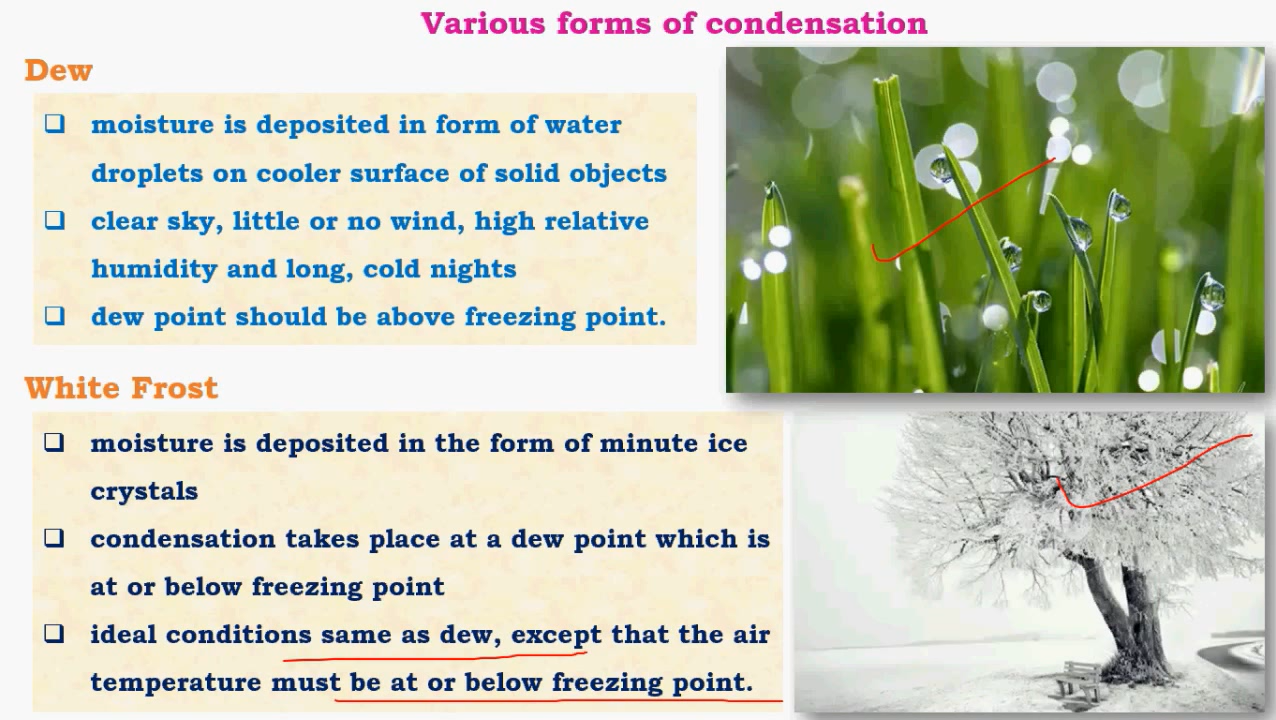 Various forms of condensation
Dew
❑ moisture is deposited in form of water
droplets on cooler surface of solid objects
❑ clear sky, little or no wind, high relative
humidity and long, cold nights
❑ dew point should be above freezing point.
White Frost
❑ moisture is deposited in the form of minute ice
crystals
❑ condensation takes place at a dew point which is
at or below freezing point
❑ ideal conditions same as dew, except that the air
temperature must be at or below freezing point.